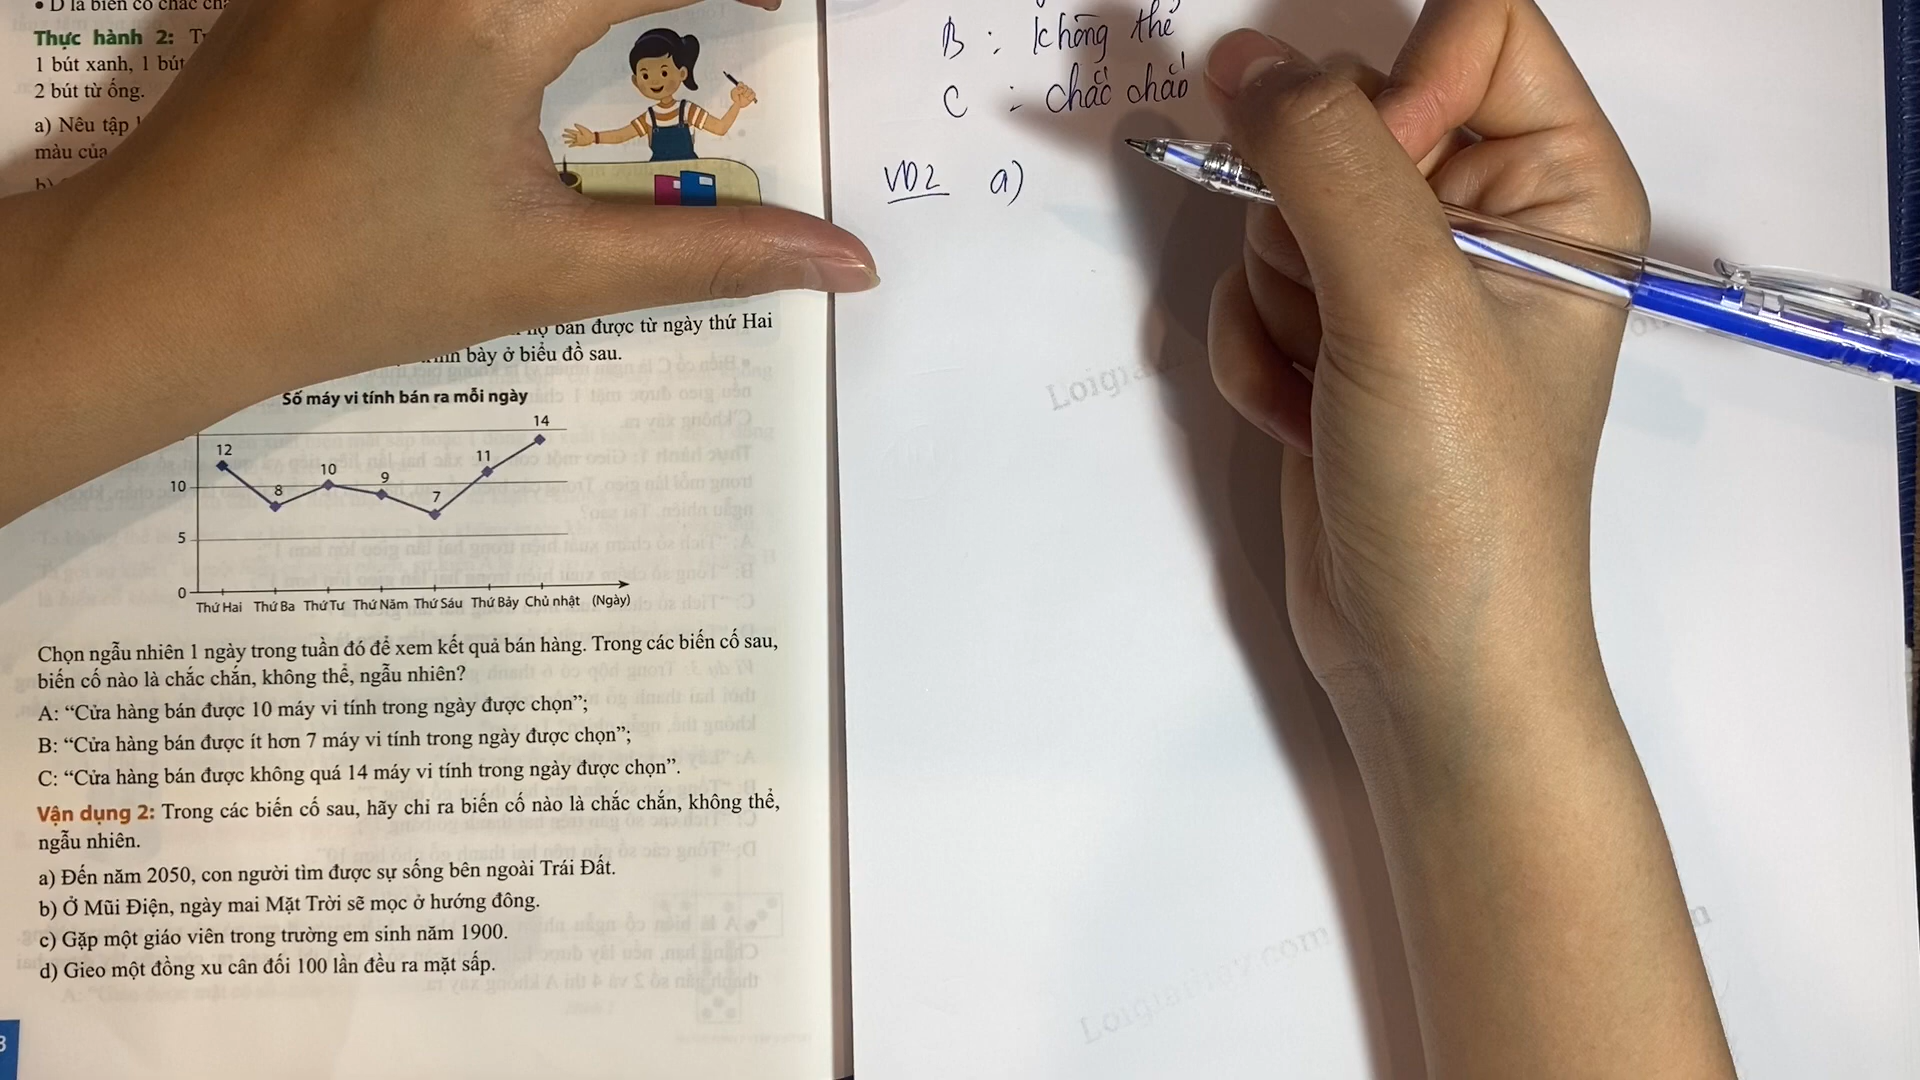 • D là biến cố chắc
Thực hành 2:
1 bút xanh, 1 bút
2 bút từ ống.
a) Nêu tập
màu của
bán được từ ngày thứ Hai
bày ở biểu đồ sau.
Số máy vi tính bán ra mỗi ngày
14
12
11
10
10
9
8
7
5
0
Thứ Hai Thứ Ba Thứ Tư Thứ Năm Thứ Sáu Thứ Bảy Chủ nhật (Ngày)
Chọn ngẫu nhiên 1 ngày trong tuần đó để xem kết quả bán hàng. Trong các biến cố sau,
biến cố nào là chắc chắn, không thể, ngẫu nhiên?
A: “Cửa hàng bán được 10 máy vi tính trong ngày được chọn”;
B: “Cửa hàng bán được ít hơn 7 máy vi tính trong ngày được chọn”;
C: “Cửa hàng bán được không quá 14 máy vi tính trong ngày được chọn”.
Vận dụng 2: Trong các biến cố sau, hãy chỉ ra biến cố nào là chắc chắn, không thể,
ngẫu nhiên.
a) Đến năm 2050, con người tìm được sự sống bên ngoài Trái Đất.
b) Ở Mũi Điện, ngày mai Mặt Trời sẽ mọc ở hướng đông.
c) Gặp một giáo viên trong trường em sinh năm 1900.
d) Gieo một đồng xu cân đối 100 lần đều ra mặt sấp.
B : không thể
C : chắc chắn
VD2 a)
Loigiaihay.com